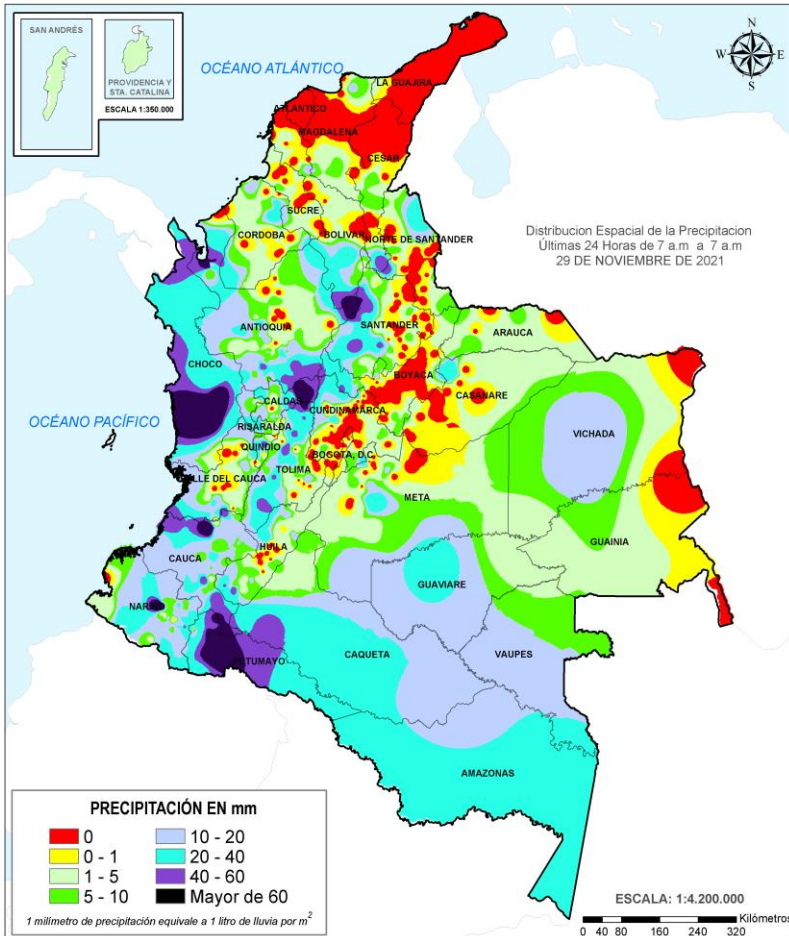 SAN ANDRÉS
PROVIDENCIA Y
STA. CATALINA
ESCALA 1:350.000
OCÉANO ATLÁNTICO
N
W E
S
LA GUAJIRA
ATLANTICO
MAGDALENA
CESAR
SUCRE
CORDOBA
BOLIVAR
NORTE DE SANTANDER
Distribucion Espacial de la Precipitacion
Últimas 24 Horas de 7 a.m a 7 a.m
29 DE NOVIEMBRE DE 2021
ANTIOQUIA
SANTANDER
ARAUCA
CHOCO
BOYACA
CASANARE
CALDAS
CUNDINAMARCA
OCÉANO PACÍFICO
RISARALDA
VICHADA
QUINDIO
BOGOTA, D.C.
TOLIMA
VALLE DEL CAUCA
META
GUAINIA
HUILA
CAUCA
GUAVIARE
NARIÑO
CAQUETA
VAUPES
PUTUMAYO
AMAZONAS
PRECIPITACIÓN EN mm
0
0 - 1
1 - 5
5 - 10
10 - 20
20 - 40
40 - 60
Mayor de 60
1 milímetro de precipitación equivale a 1 litro de lluvia por m²
ESCALA: 1:4.200.000
Kilómetros
0 40 80 160 240 320